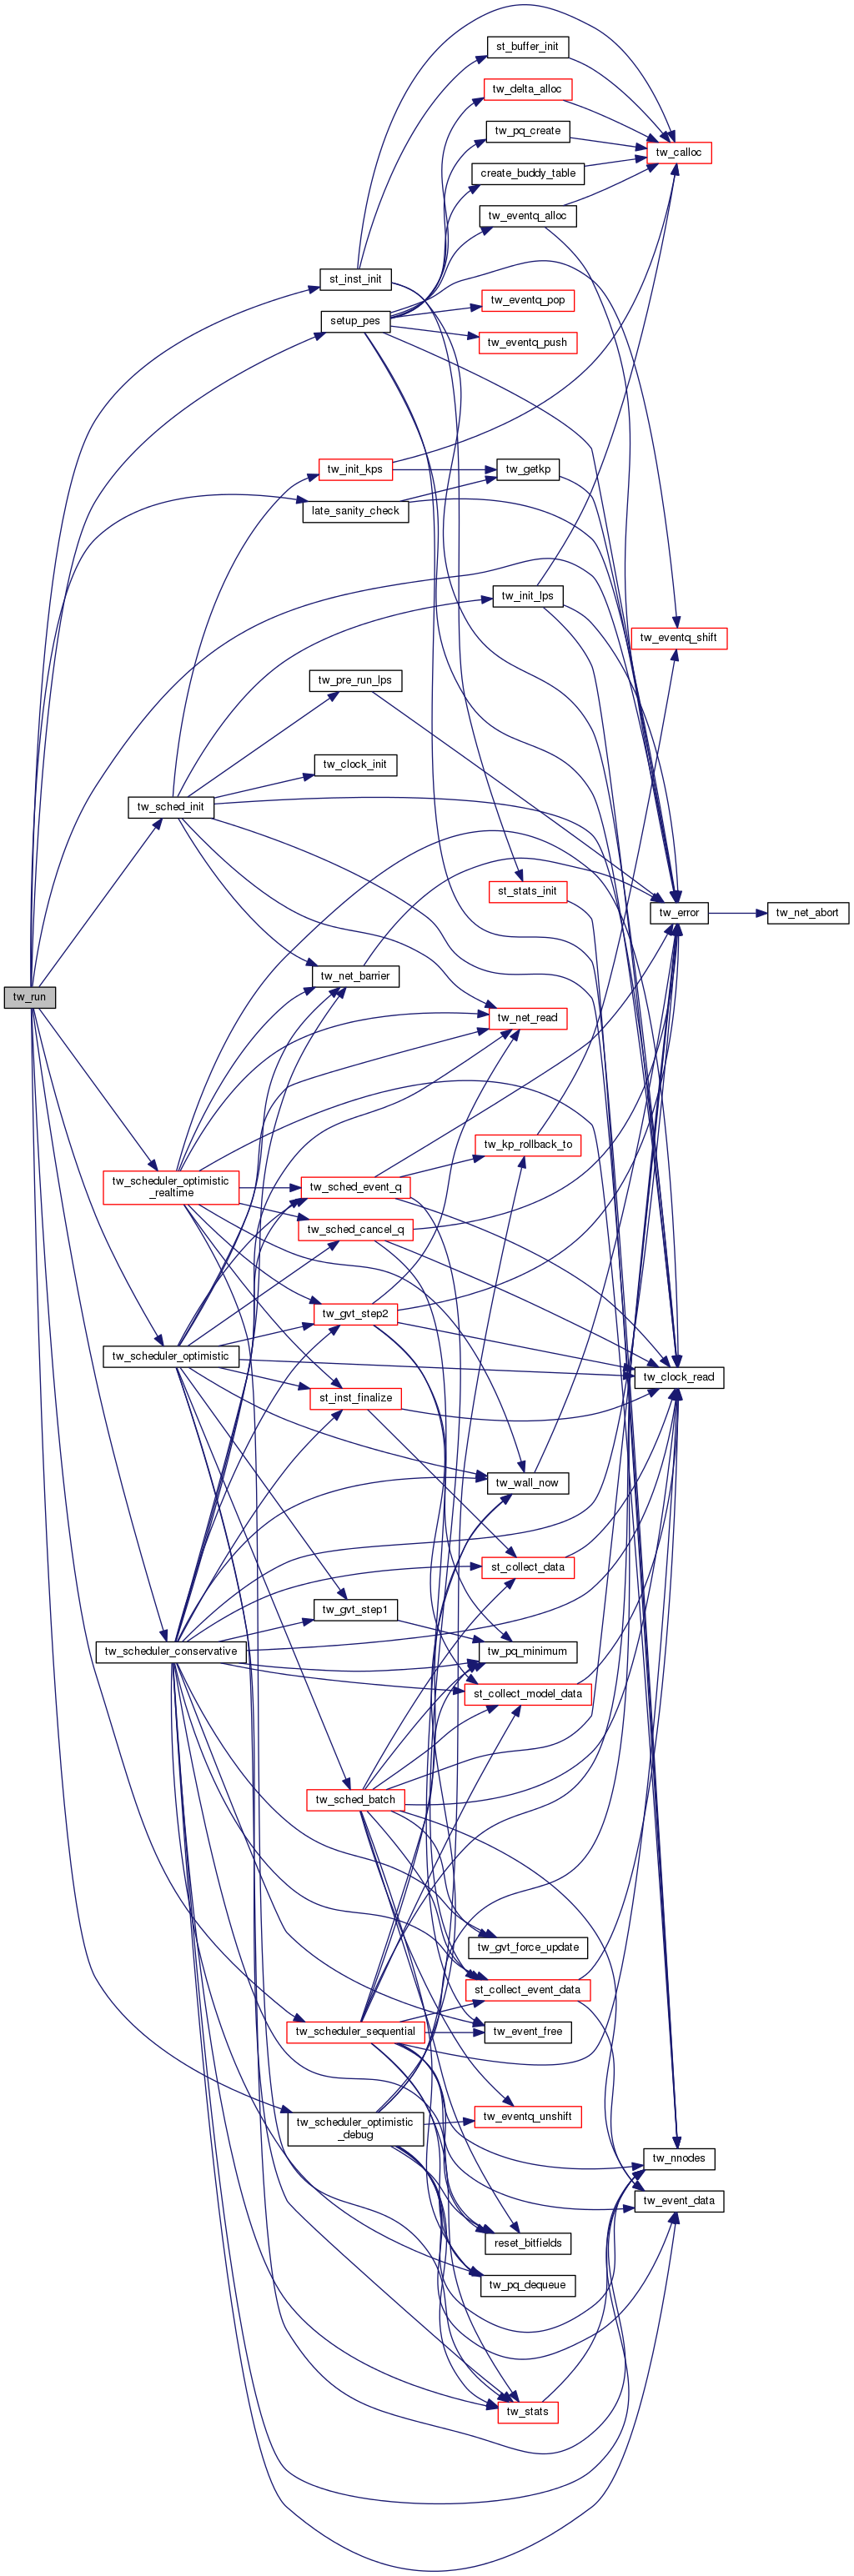 st_buffer_init
tw_delta_alloc
tw_pq_create
tw_calloc
create_buddy_table
tw_eventq_alloc
st_inst_init
tw_eventq_pop
setup_pes
tw_eventq_push
tw_init_kps
tw_getkp
late_sanity_check
tw_init_lps
tw_eventq_shift
tw_pre_run_lps
tw_clock_init
tw_sched_init
st_stats_init
tw_error
tw_net_abort
tw_net_barrier
tw_run
tw_net_read
tw_kp_rollback_to
tw_scheduler_optimistic
_realtime
tw_sched_event_q
tw_sched_cancel_q
tw_gvt_step2
tw_scheduler_optimistic
tw_clock_read
st_inst_finalize
tw_wall_now
st_collect_data
tw_gvt_step1
tw_scheduler_conservative
tw_pq_minimum
st_collect_model_data
tw_sched_batch
tw_gvt_force_update
st_collect_event_data
tw_scheduler_sequential
tw_event_free
tw_eventq_unshift
tw_scheduler_optimistic
_debug
tw_nnodes
tw_event_data
reset_bitfields
tw_pq_dequeue
tw_stats